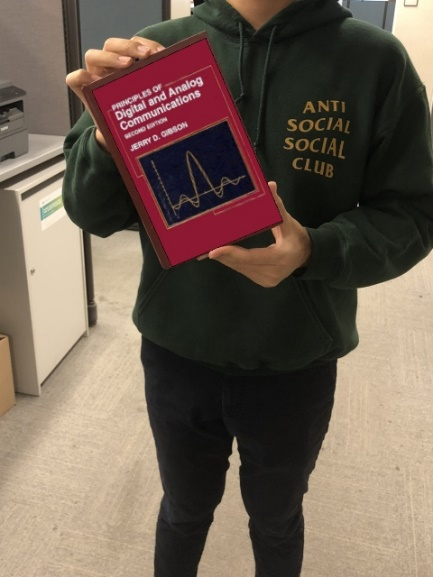 PRINCIPLES OF
Digital and Analog
Communications
SECOND EDITION
JERRY D. GIBSON
ANTI
SOCIAL
SOCIAL
CLUB